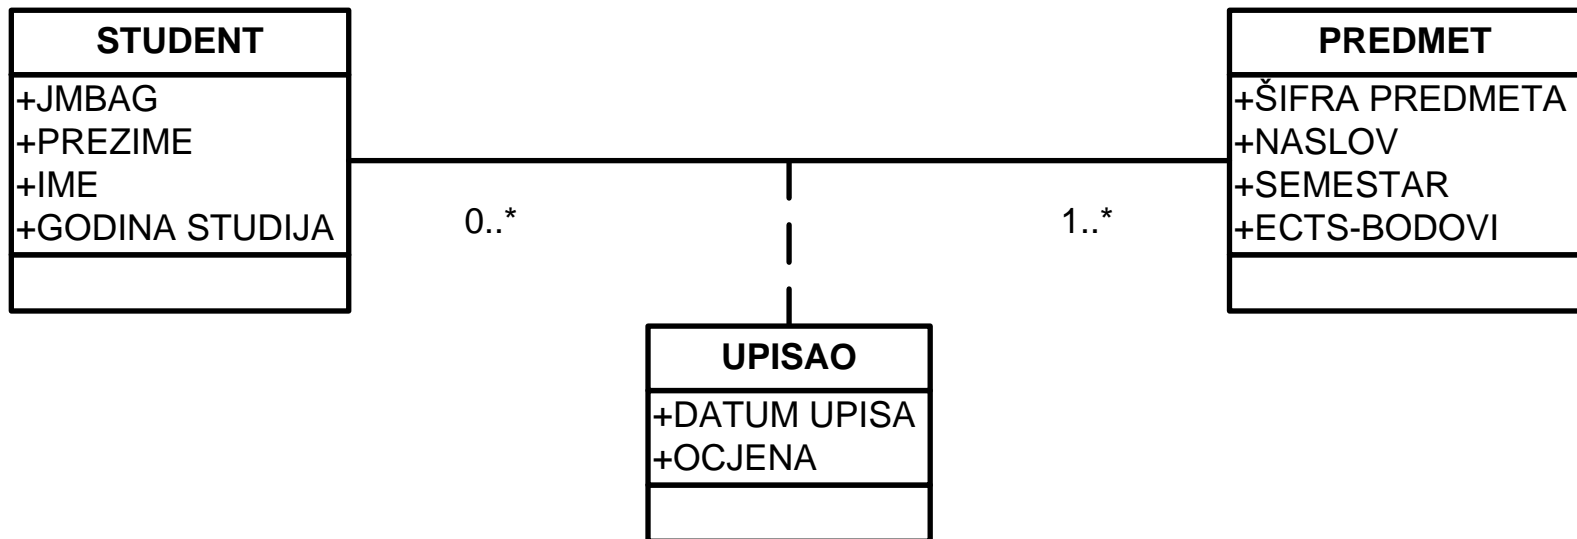 STUDENT
+JMBAG
+PREZIME
+IME
+GODINA STUDIJA
0..*
1..*
PREDMET
+ŠIFRA PREDMETA
+NASLOV
+SEMESTAR
+ECTS-BODOVI
UPISAO
+DATUM UPISA
+OCJENA